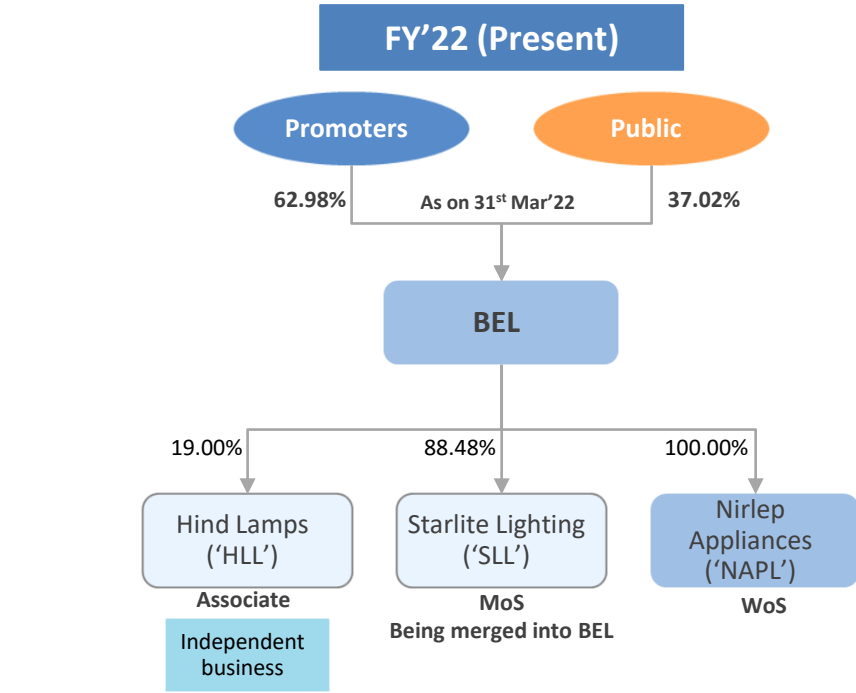 FY’22 (Present)
Promoters
Public
62.98%
As on 31st Mar’22
37.02%
BEL
19.00%
88.48%
100.00%
Hind Lamps
(‘HLL’)
Starlite Lighting
(‘SLL’)
Nirlep
Appliances
(‘NAPL’)
Associate
MoS
Being merged into BEL
WoS
Independent
business